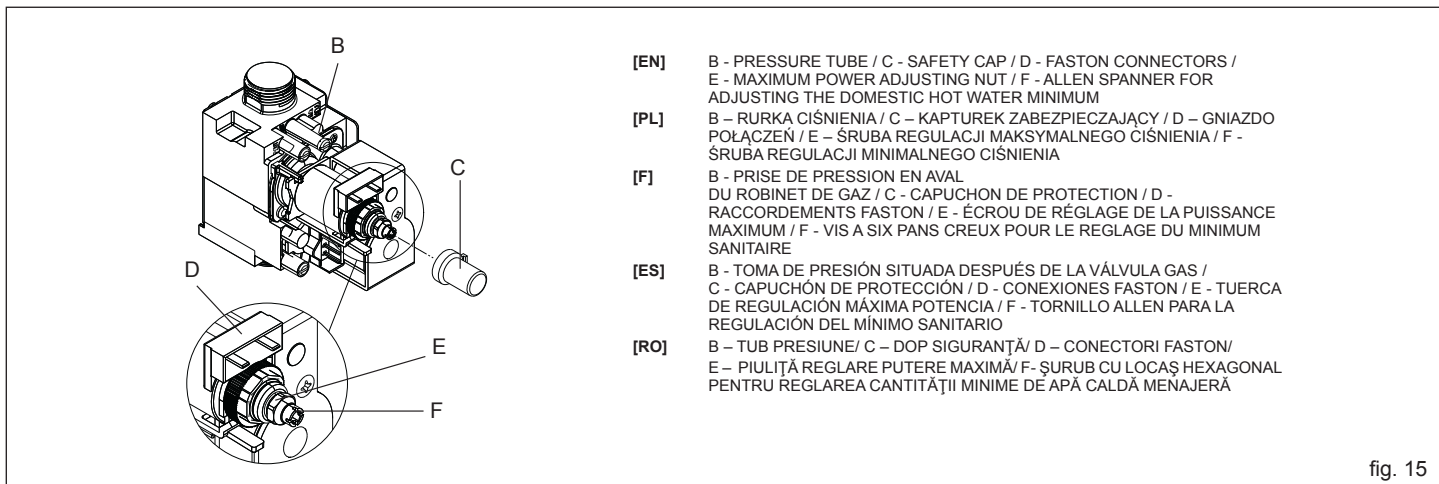 B
C
D
E
F
[EN] B - PRESSURE TUBE / C - SAFETY CAP / D - FASTON CONNECTORS /
E - MAXIMUM POWER ADJUSTING NUT / F - ALLEN SPANNER FOR
ADJUSTING THE DOMESTIC HOT WATER MINIMUM
[PL] B – RURKA CIŚNIENIA / C – KAPTUREK ZABEZPIECZAJĄCY / D – GNIAZDO
POŁĄCZEŃ / E – ŚRUBA REGULACJI MAKSYMALNEGO CIŚNIENIA / F -
ŚRUBA REGULACJI MINIMALNEGO CIŚNIENIA
[F] B - PRISE DE PRESSION EN AVAL
DU ROBINET DE GAZ / C - CAPUCHON DE PROTECTION / D -
RACCORDEMENTS FASTON / E - ÉCROU DE RÉGLAGE DE LA PUISSANCE
MAXIMUM / F - VIS A SIX PANS CREUX POUR LE REGLAGE DU MINIMUM
SANITAIRE
[ES] B - TOMA DE PRESIÓN SITUADA DESPUÉS DE LA VÁLVULA GAS /
C - CAPUCHÓN DE PROTECCIÓN / D - CONEXIONES FASTON / E - TUERCA
DE REGULACIÓN MÁXIMA POTENCIA / F - TORNILLO ALLEN PARA LA
REGULACIÓN DEL MÍNIMO SANITARIO
[RO] B – TUB PRESIUNE/ C – DOP SIGURANŢĂ/ D – CONECTORI FASTON/
E – PIULIŢĂ REGLARE PUTERE MAXIMĂ/ F- ŞURUB CU LOCAŞ HEXAGONAL
PENTRU REGLAREA CANTITĂŢII MINIME DE APĂ CALDĂ MENAJERĂ
fig. 15